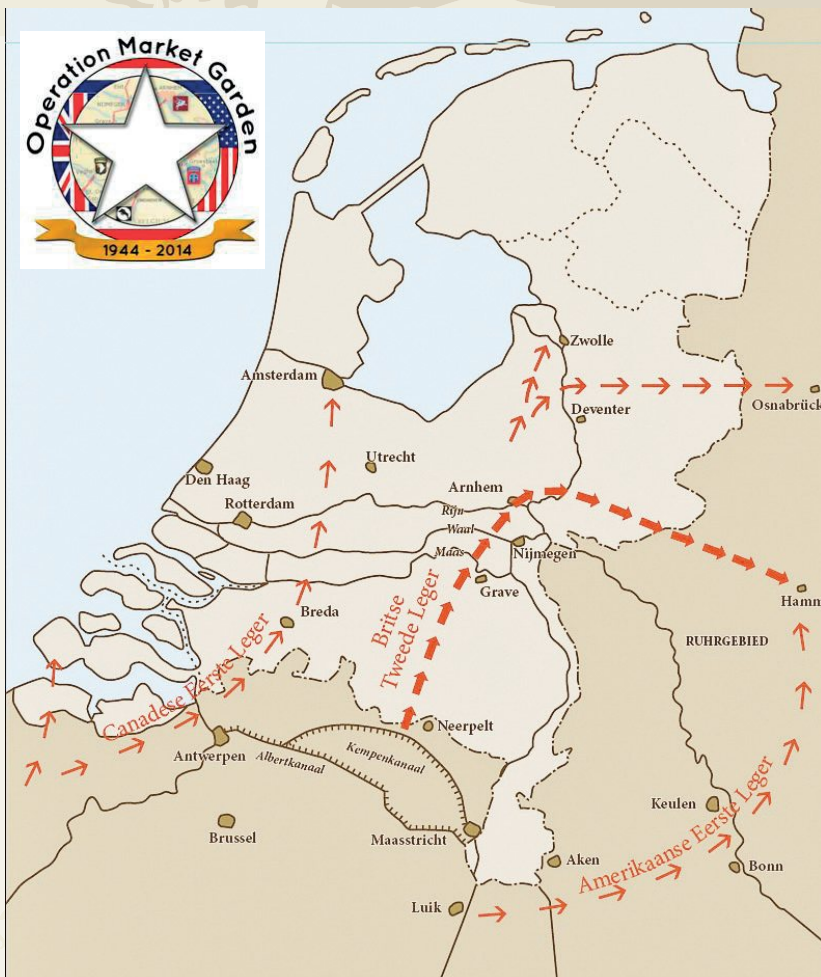 Operation Market Garden
1944 - 2014
Zwolle
Amsterdam
Osnabrück
Deventer
Utrecht
Den Haag
Arnhem
Rotterdam
Rijn
Waal
Maas
Nijmegen
Grave
Hamm
Breda
Britse
Tweede Leger
RUHRGEBIED
Canadese Eerste Leger
Neerpelt
Antwerpen
Kempenkanaal
Albertkanaal
Keulen
Brussel
Maasstricht
Aken
Amerikaanse Eerste Leger
Bonn
Luik